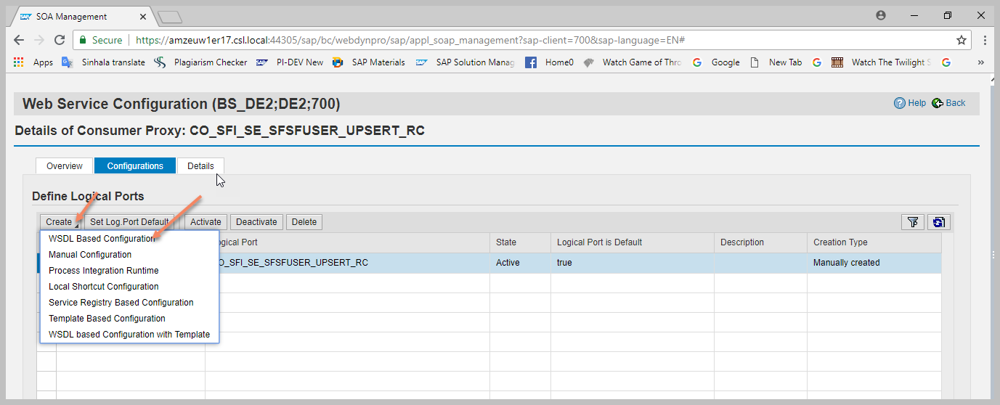 SAP SOA Management
Secure https://amzeuw1er17.csl.local:44305/sap/bc/webdynpro/sap/appl_soap_management?sap-client=700&sap-language=EN#
Apps Sinhala translate Plagiarism Checker SAP PI-DEV New SAP Materials SAP SAP Solution Manag Home0 Watch Game of Thro Google New Tab Watch The Twilight S »
Web Service Configuration (BS_DE2;DE2;700) Help Back
Details of Consumer Proxy: CO_SFI_SE_SFSFUSER_UPSERT_RC
Overview Configurations Details
Define Logical Ports
Create Set Log.Port Default Activate Deactivate Delete
ogical Port State Logical Port is Default Description Creation Type
O_SFI_SE_SFSFUSER_UPSERT_RC Active true Manually created
WSDL Based Configuration
Manual Configuration
Process Integration Runtime
Local Shortcut Configuration
Service Registry Based Configuration
Template Based Configuration
WSDL based Configuration with Template